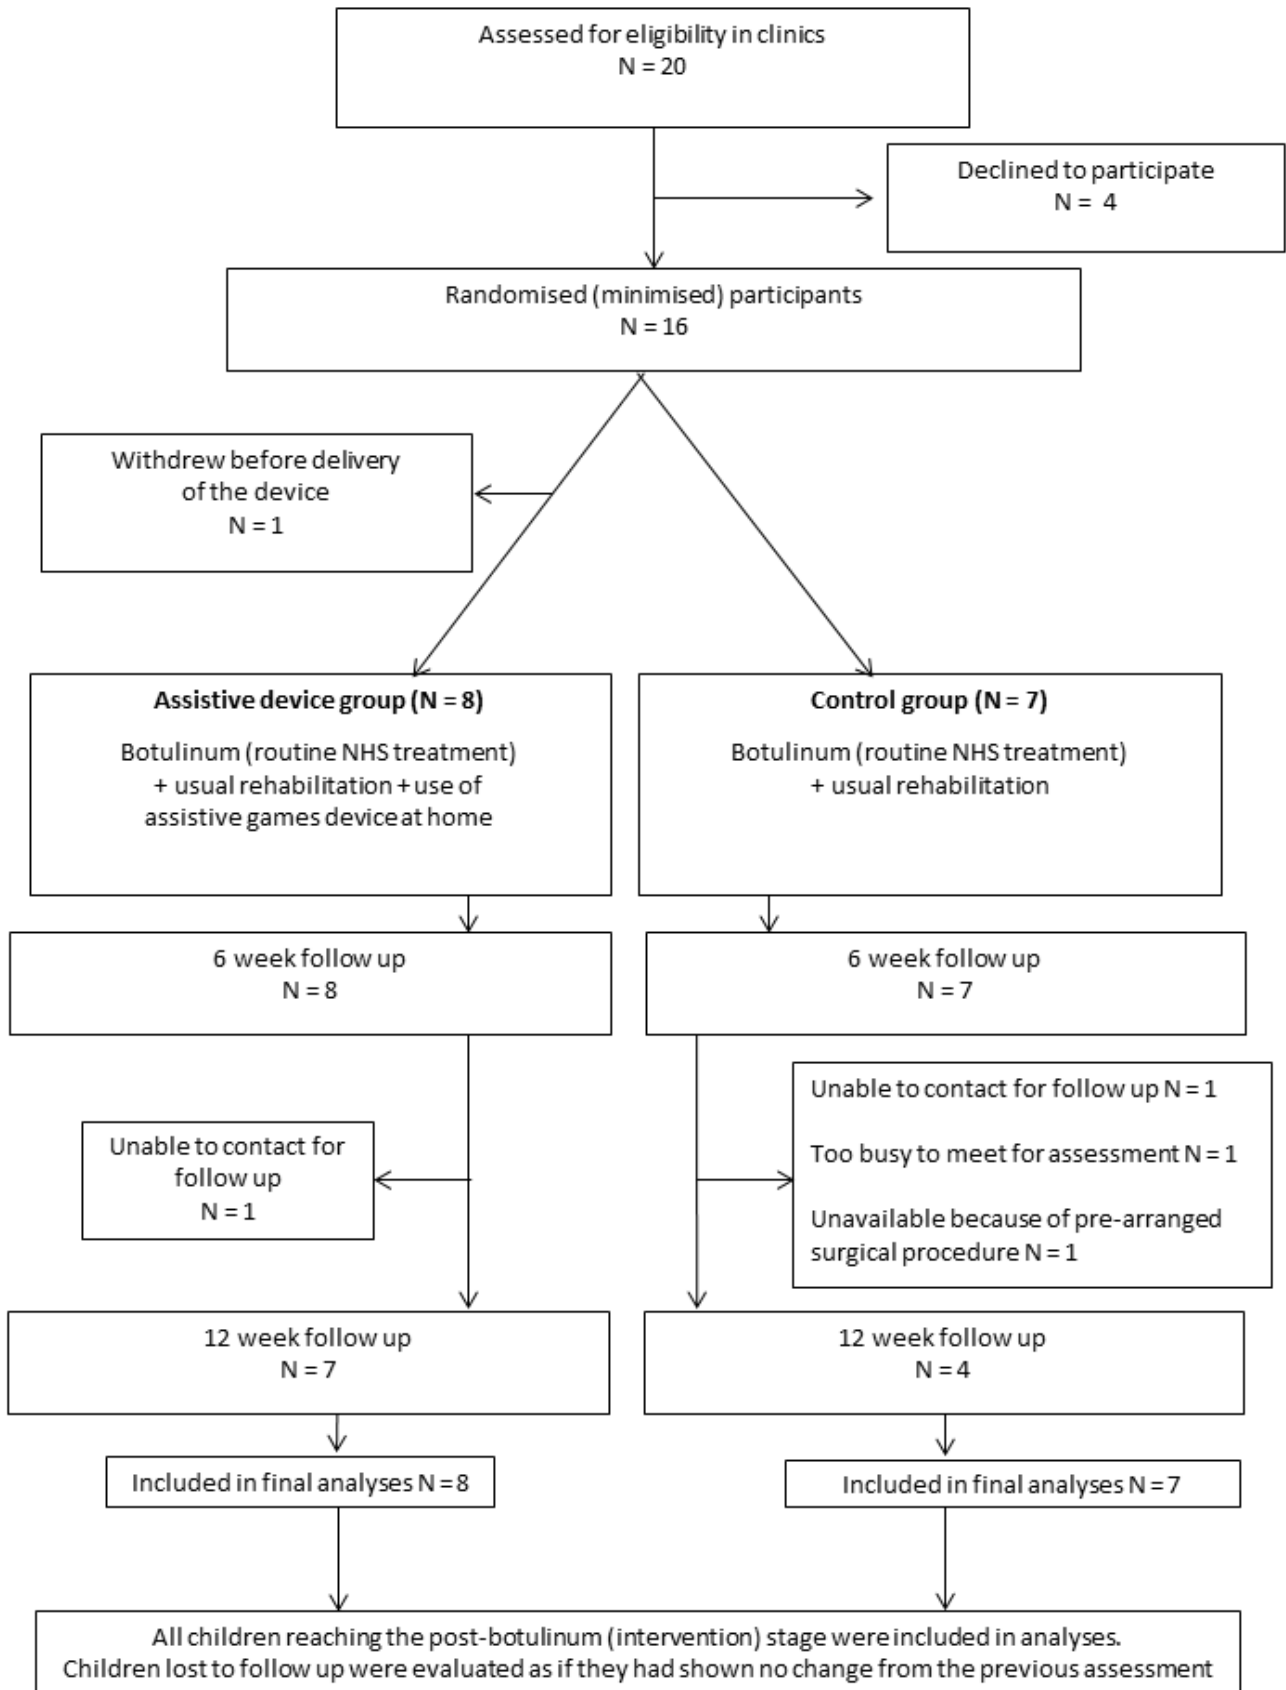 Assessed for eligibility in clinics
N = 20
Declined to participate
N = 4
Randomised (minimised) participants
N = 16
Withdrew before delivery
of the device
N = 1
Assistive device group (N = 8)
Botulinum (routine NHS treatment)
+ usual rehabilitation + use of
assistive games device at home
Control group (N = 7)
Botulinum (routine NHS treatment)
+ usual rehabilitation
6 week follow up
N = 8
6 week follow up
N = 7
Unable to contact for
follow up
N = 1
Unable to contact for follow up N = 1
Too busy to meet for assessment N = 1
Unavailable because of pre-arranged
surgical procedure N = 1
12 week follow up
N = 7
12 week follow up
N = 4
Included in final analyses N = 8
Included in final analyses N = 7
All children reaching the post-botulinum (intervention) stage were included in analyses.
Children lost to follow up were evaluated as if they had shown no change from the previous assessment